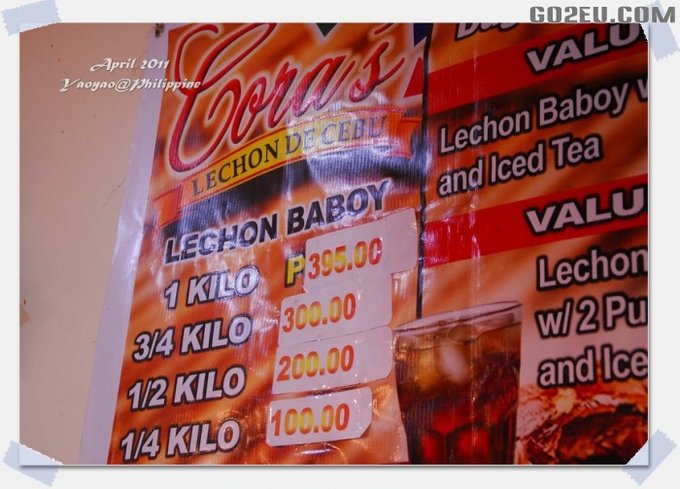 GO2EU.COM
April 2011
Yaoyao@Philippine
Cora's
LECHON DE CEBU
LECHON BABOY
1 KILO P395.00
3/4 KILO 300.00
1/2 KILO 200.00
1/4 KILO 100.00
VALU
Lechon Baboy
and Iced Tea
VALU
Lechon
w/ 2 Pu
and Ice